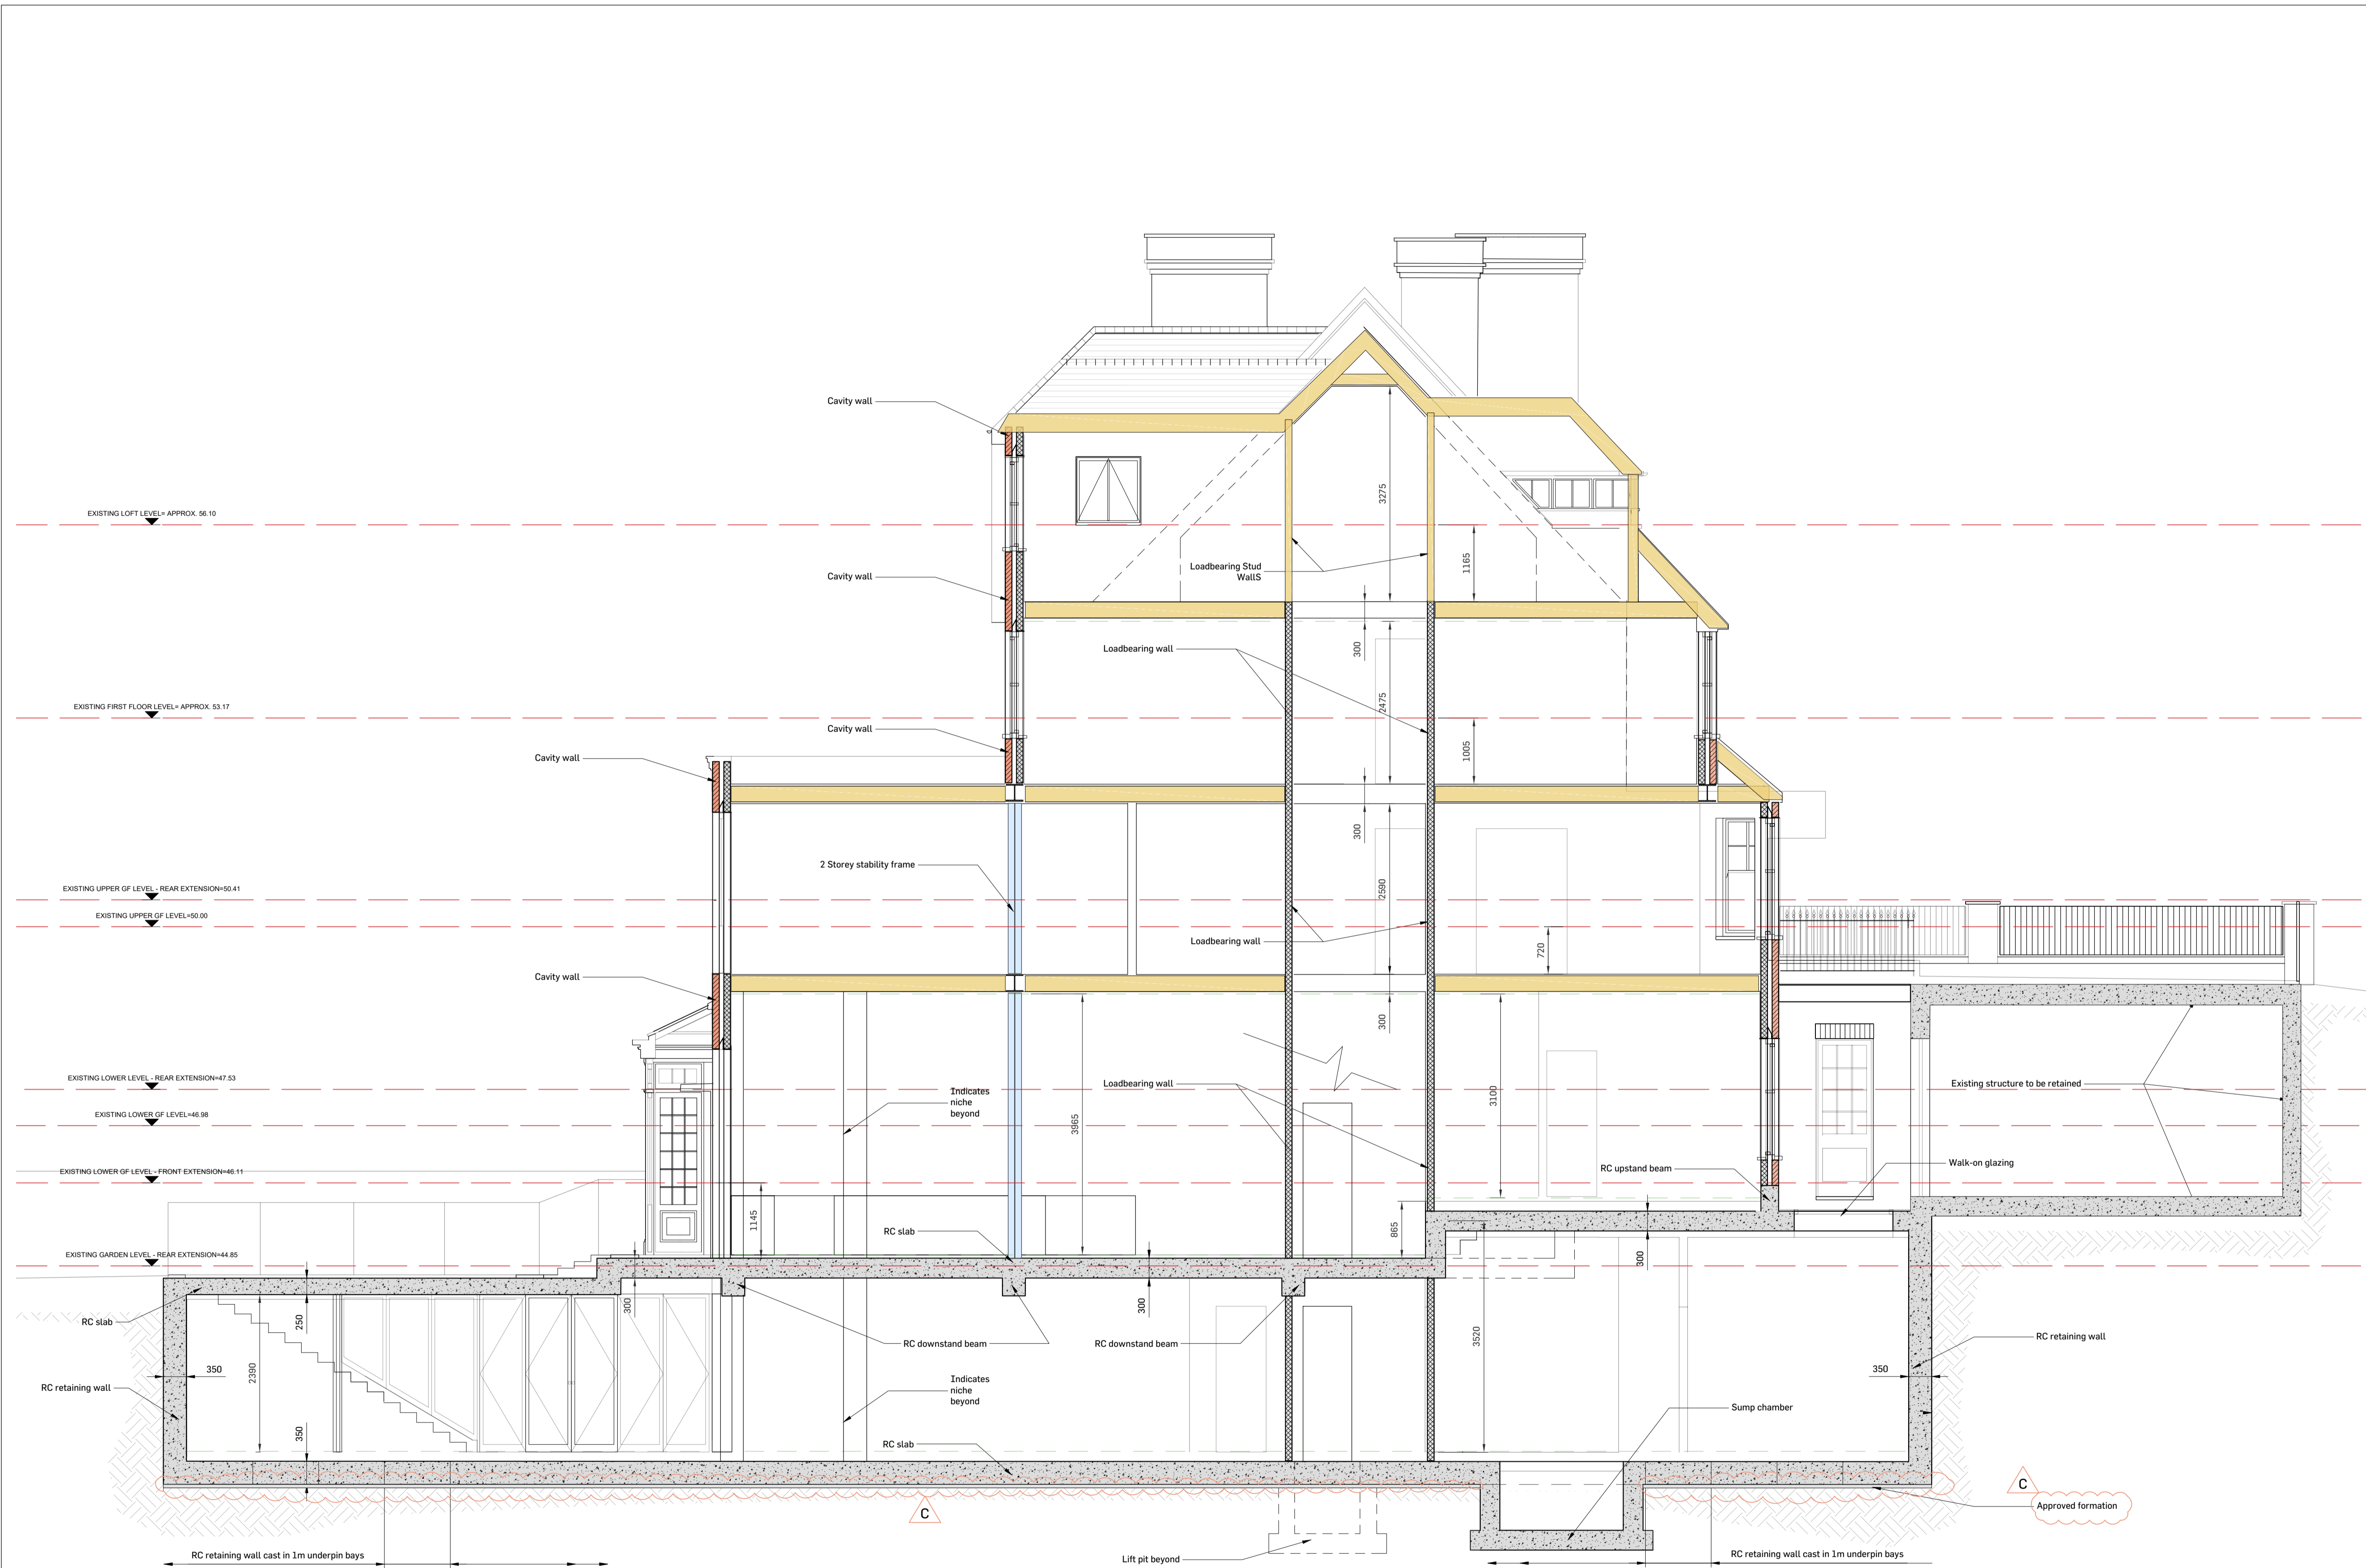 Cavity wall
EXISTING LOFT LEVEL= APPROX. 56.10
3275
Cavity wall
Loadbearing Stud
WallS
1165
Loadbearing wall
300
EXISTING FIRST FLOOR LEVEL= APPROX. 53.17
2475
Cavity wall
1005
Cavity wall
300
2 Storey stability frame
EXISTING UPPER GF LEVEL - REAR EXTENSION=50.41
2590
EXISTING UPPER GF LEVEL=50.00
Loadbearing wall
720
Cavity wall
300
EXISTING LOWER LEVEL - REAR EXTENSION=47.53
Indicates
niche
beyond
Loadbearing wall
3100
Existing structure to be retained
EXISTING LOWER GF LEVEL=46.98
3965
EXISTING LOWER GF LEVEL - FRONT EXTENSION=46.11
RC upstand beam
Walk-on glazing
1145
RC slab
865
EXISTING GARDEN LEVEL - REAR EXTENSION=44.85
300
300
300
250
RC slab
RC downstand beam
RC downstand beam
3520
RC retaining wall
350
2390
350
RC retaining wall
Indicates
niche
beyond
Sump chamber
350
RC slab
C
C
Approved formation
RC retaining wall cast in 1m underpin bays
Lift pit beyond
RC retaining wall cast in 1m underpin bays